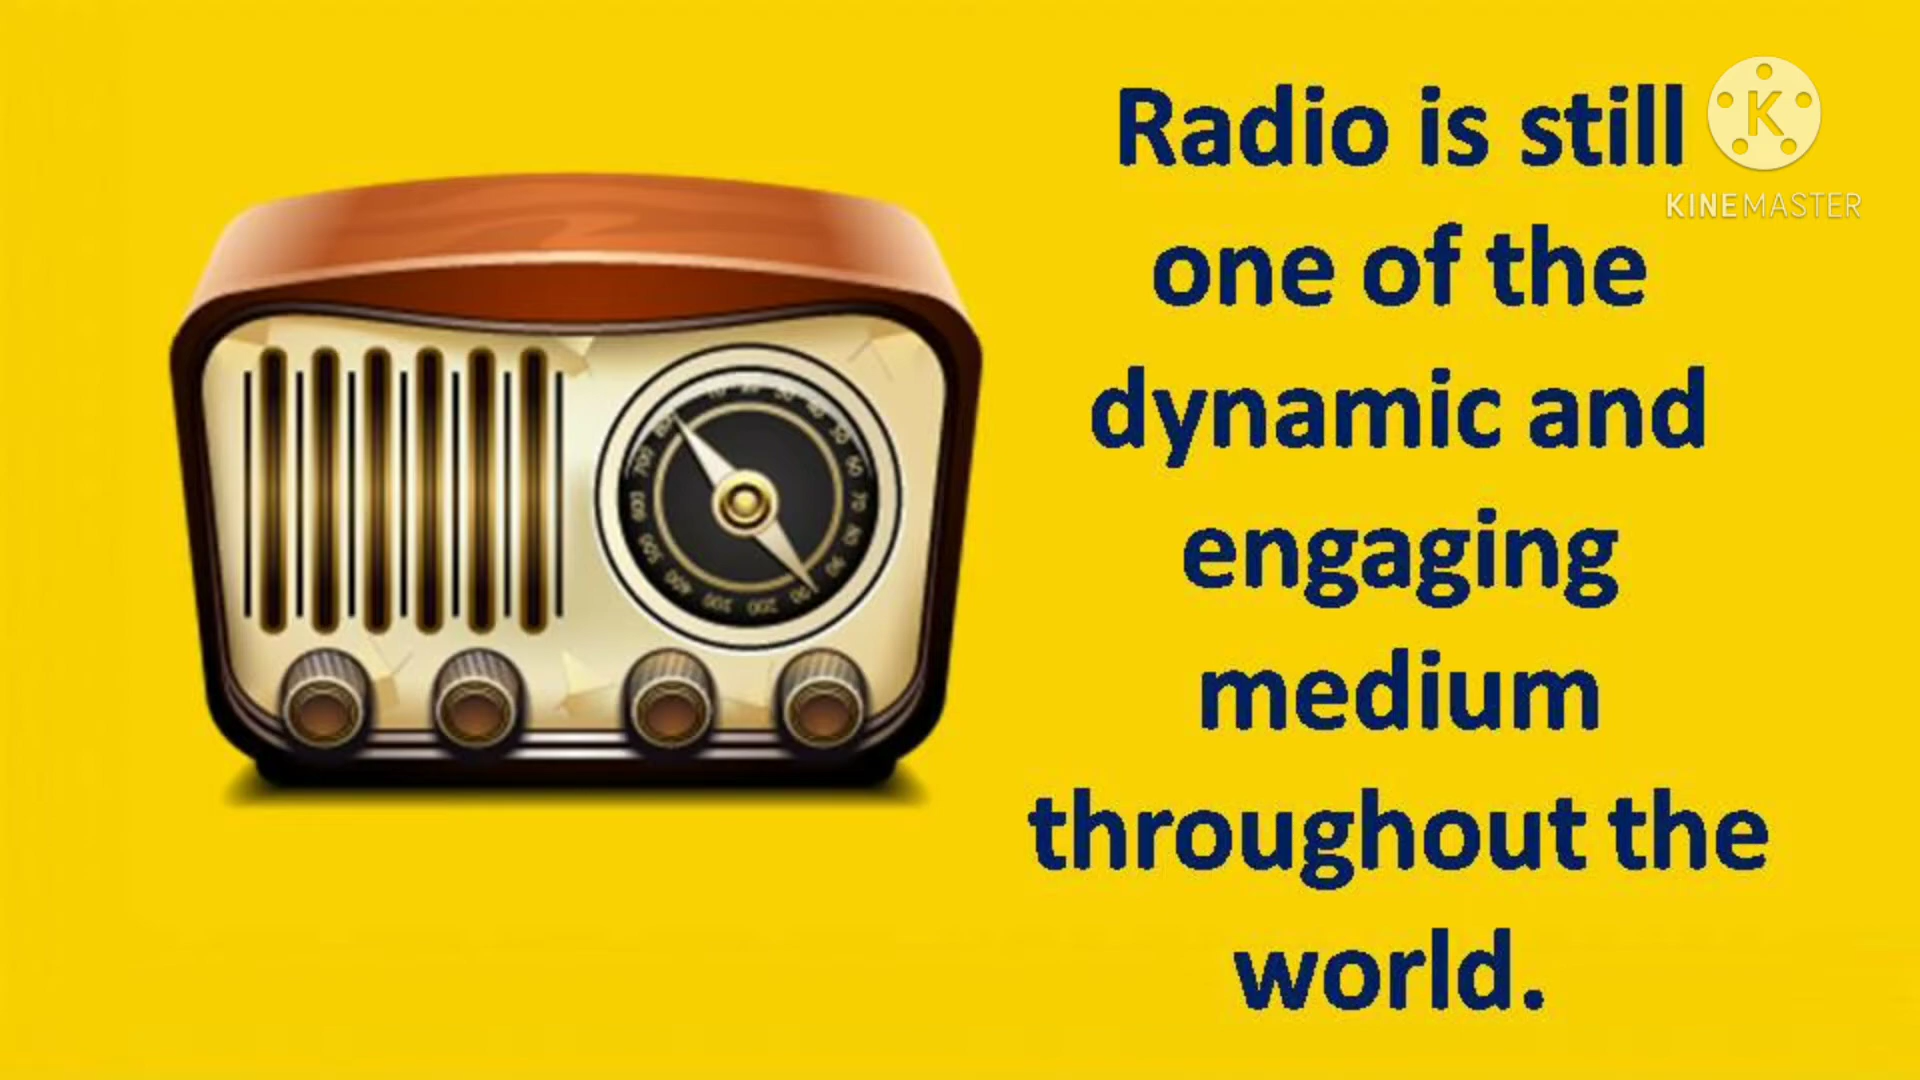 Radio is still
one of the
dynamic and
engaging
medium
throughout the
world.
K
KINEMASTER